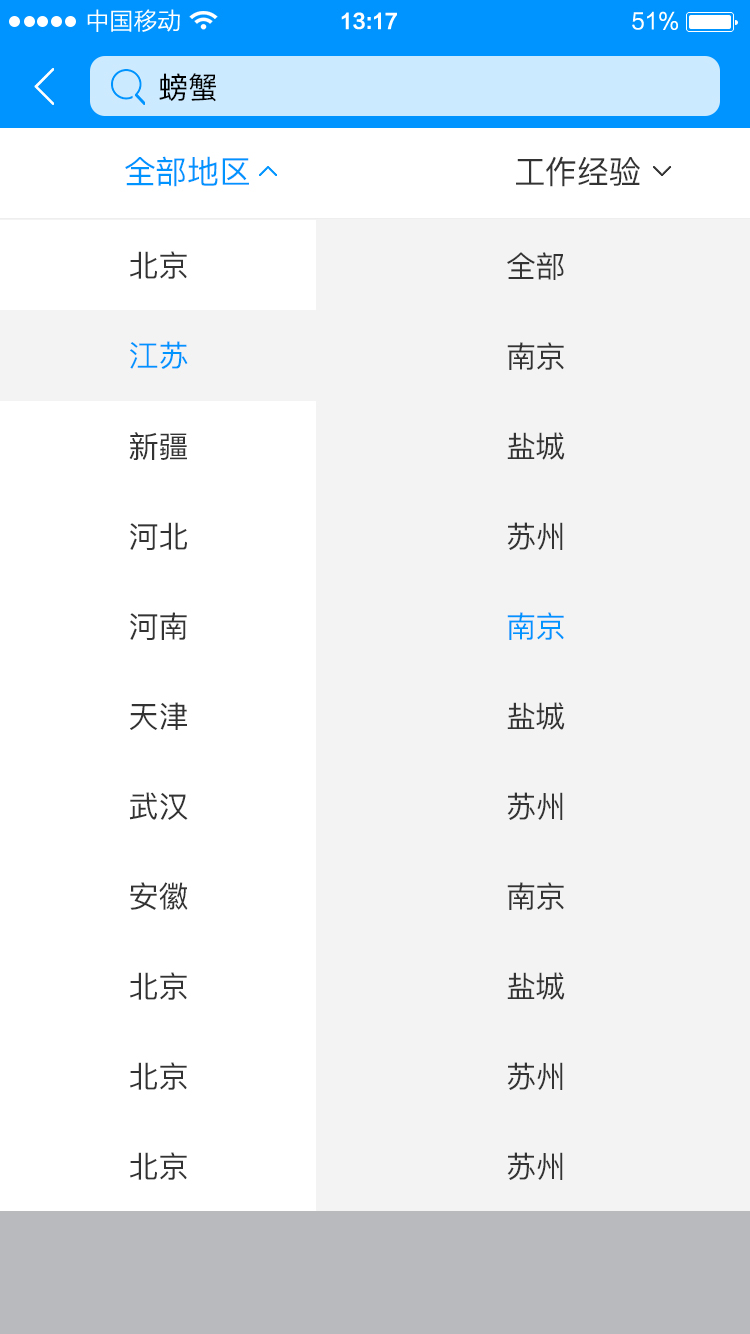 中国移动 13:17 51%
螃蟹
全部地区 工作经验
北京 全部
江苏 南京
新疆 盐城
河北 苏州
河南 南京
天津 盐城
武汉 苏州
安徽 南京
北京 盐城
北京 苏州
北京 苏州